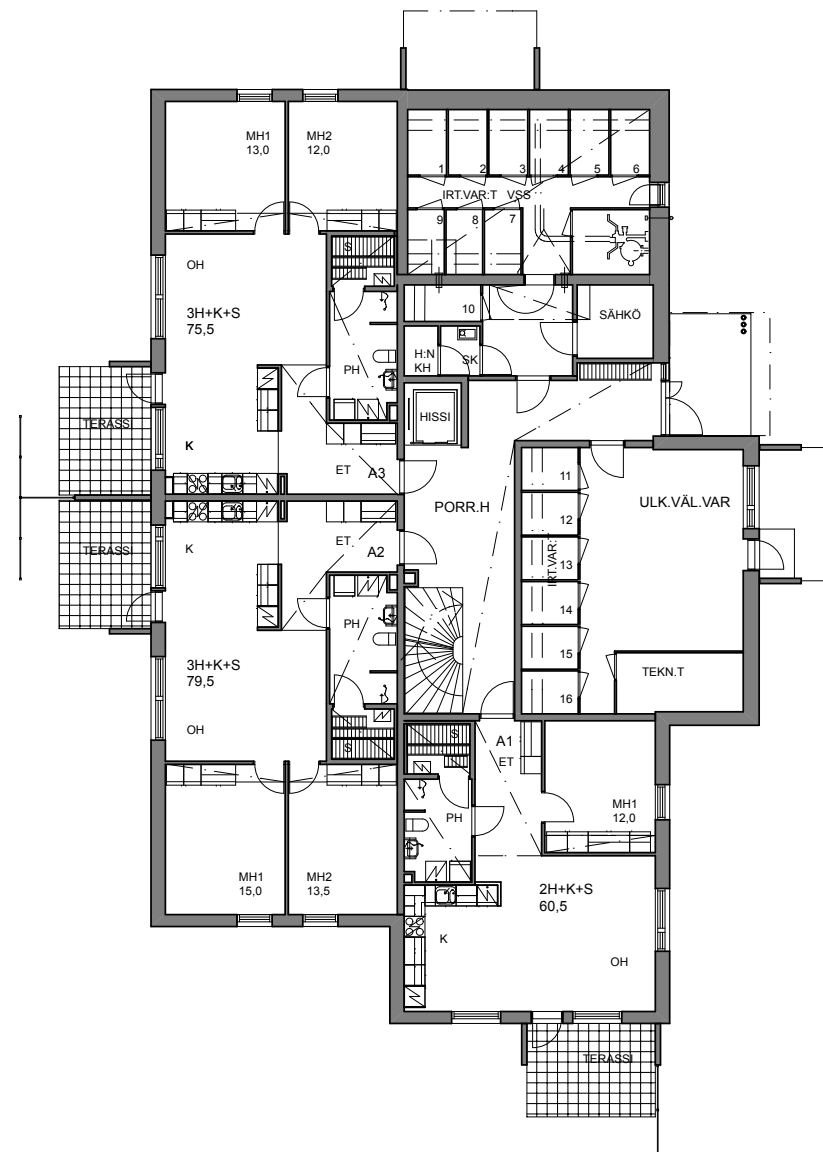 MH1
13,0
MH2
12,0
1
2
3
4
5
6
IRT.VAR:T VSS
9
8
7
OH
S
3H+K+S
75,5
10
SÄHKÖ
H:N
KH
SK
PH
HISSI
TERASS
K
ET
A3
PORR.H
11
ULK.VÄL.VAR
12
IRT.VAR:T
13
14
15
16
TEKN.T
TERASS
K
ET
A2
PH
3H+K+S
79,5
OH
S
MH1
15,0
MH2
13,5
S
A1
ET
PH
MH1
12,0
2H+K+S
60,5
K
OH
TERASSI